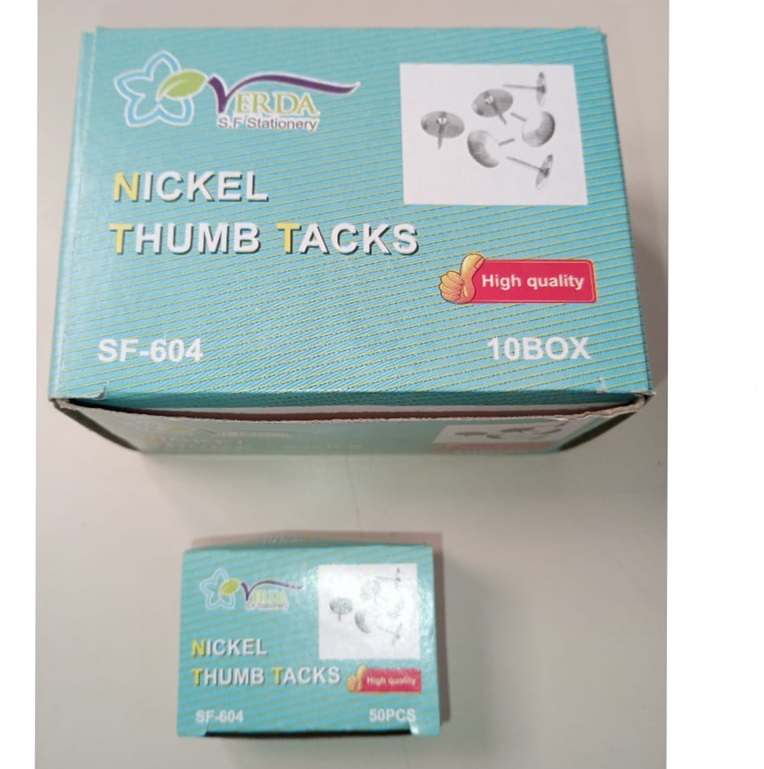 VERDA
S.F Stationery
NICKEL
THUMB TACKS
High quality
SF-604 10BOX
VERDA
S.F Stationery
NICKEL
THUMB TACKS
High quality
SF-604 50PCS